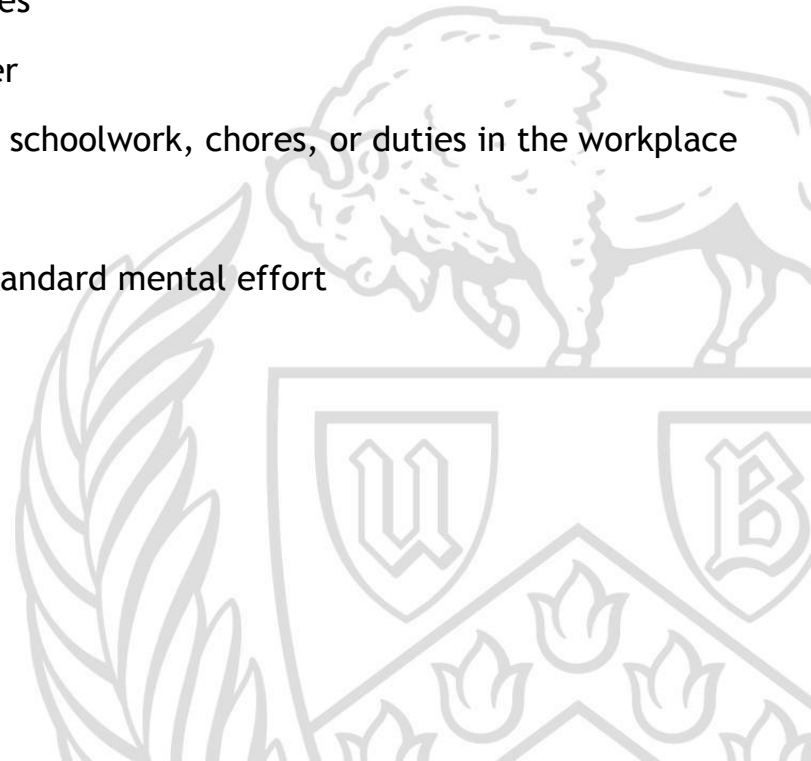 es
er
schoolwork, chores, or duties in the workplace
andard mental effort
U B